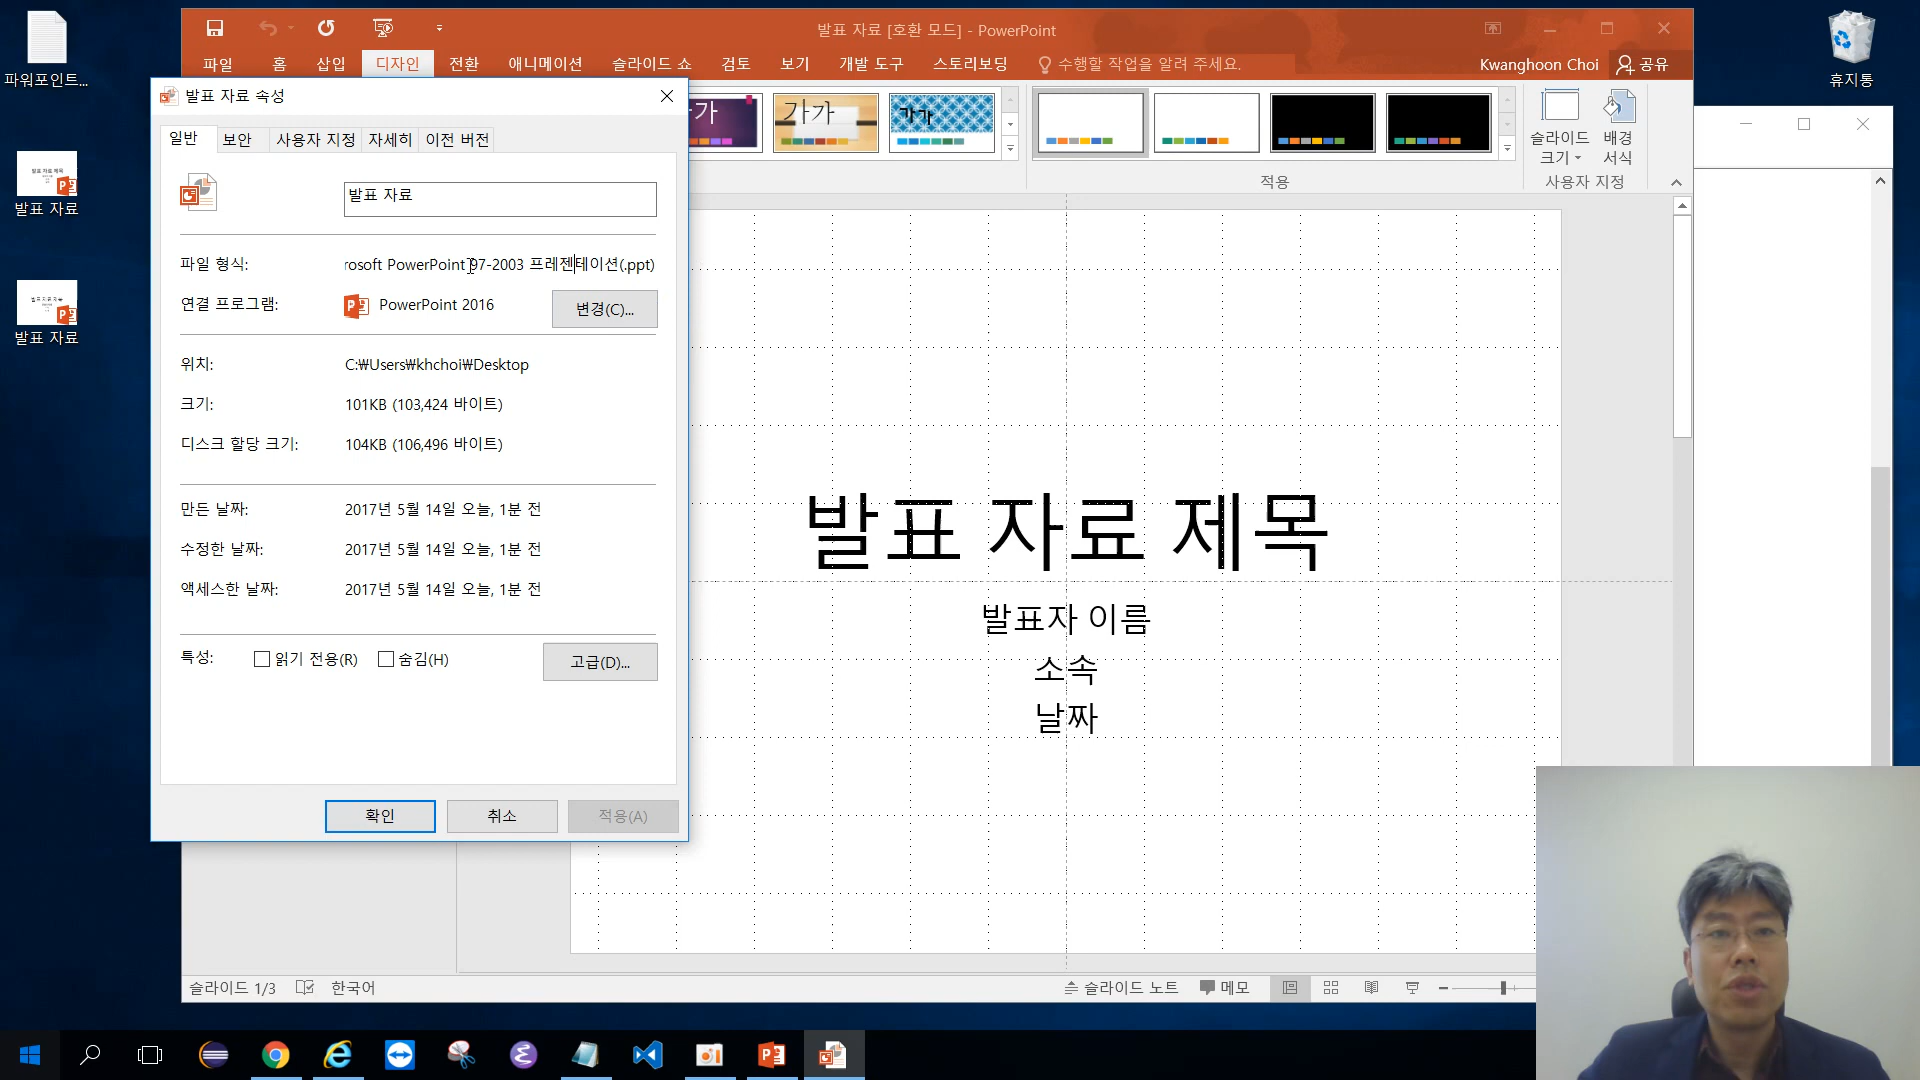 파워포인트...
발표 자료
발표 자료
휴지통
발표 자료 [호환 모드] - PowerPoint
파일 홈 삽입 디자인 전환 애니메이션 슬라이드 쇼 검토 보기 개발 도구 스토리보딩 수행할 작업을 알려 주세요. Kwanghoon Choi 공유
가가 가가
슬라이드 크기
배경 서식
적용
사용자 지정
발표 자료 속성
일반 보안 사용자 지정 자세히 이전 버전
발표 자료
파일 형식: rosoft PowerPoint 97-2003 프레젠테이션(.ppt)
연결 프로그램: PowerPoint 2016 변경(C)...
위치: C:₩Users₩khchoi₩Desktop
크기: 101KB (103,424 바이트)
디스크 할당 크기: 104KB (106,496 바이트)
만든 날짜: 2017년 5월 14일 오늘, 1분 전
수정한 날짜: 2017년 5월 14일 오늘, 1분 전
액세스한 날짜: 2017년 5월 14일 오늘, 1분 전
특성: 읽기 전용(R) 숨김(H) 고급(D)...
확인 취소 적용(A)
발표 자료 제목
발표자 이름
소속
날짜
슬라이드 1/3 한국어 슬라이드 노트 메모